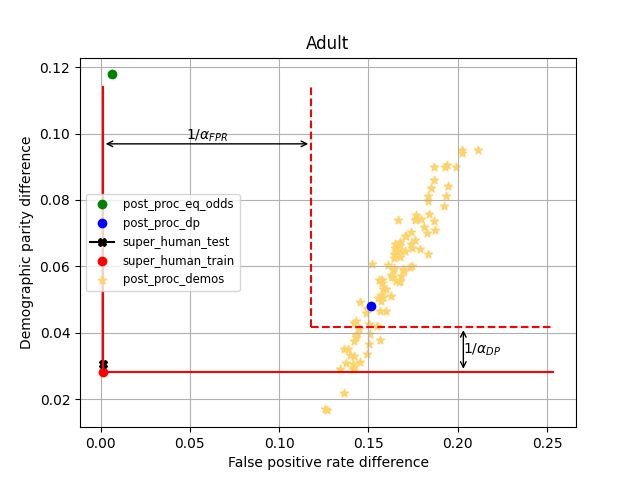 Adult
0.12
0.10
0.08
0.06
0.04
0.02
Demographic parity difference
1/α_FPR
post_proc_eq_odds
post_proc_dp
super_human_test
super_human_train
post_proc_demos
1/α_DP
0.00 0.05 0.10 0.15 0.20 0.25
False positive rate difference